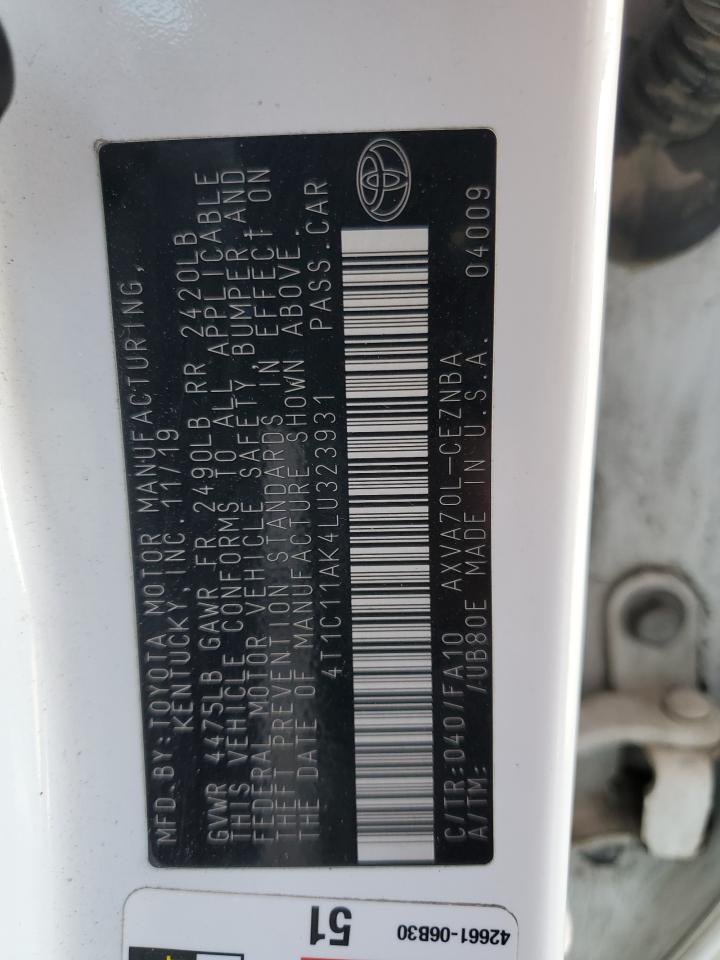 MFD. BY: TOYOTA MOTOR MANUFACTURING,
KENTUCKY, INC. 11/19
GVWR 4475LB GAWR FR 2490LB RR 2420LB
THIS VEHICLE CONFORMS TO ALL APPLICABLE
FEDERAL MOTOR VEHICLE SAFETY, BUMPER, AND
THEFT PREVENTION STANDARDS IN EFFECT ON
THE DATE OF MANUFACTURE SHOWN ABOVE.
4T1C11AK4LU323931 PASS.CAR
C/TR: 040/FA10 AXVA70L-CEZNBA
A/TM: /UB80E MADE IN U.S.A. 04009
51
42661-06B30